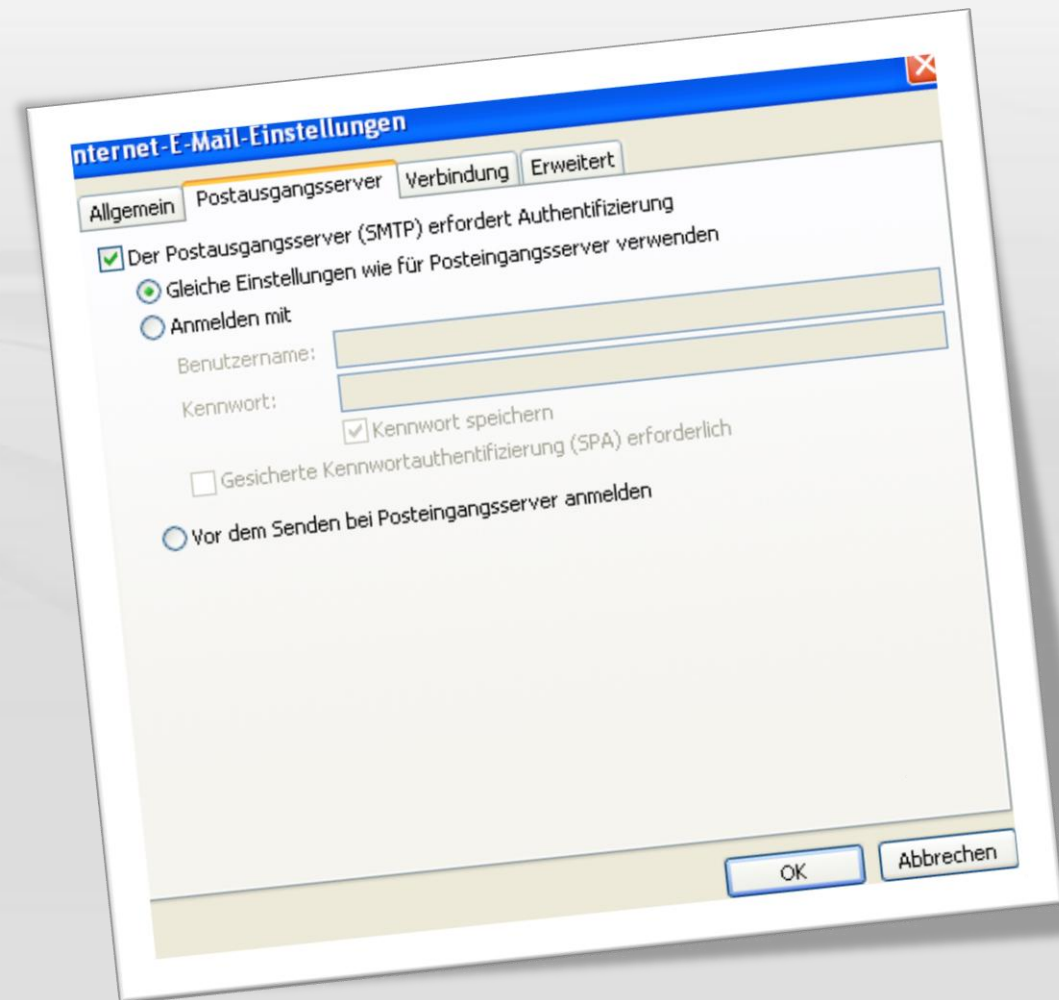 nternet-E-Mail-Einstellungen
Allgemein Postausgangsserver Verbindung Erweitert
Der Postausgangsserver (SMTP) erfordert Authentifizierung
Gleiche Einstellungen wie für Posteingangsserver verwenden
Anmelden mit
Benutzername:
Kennwort:
Kennwort speichern
Gesicherte Kennwortauthentifizierung (SPA) erforderlich
Vor dem Senden bei Posteingangsserver anmelden
OK Abbrechen